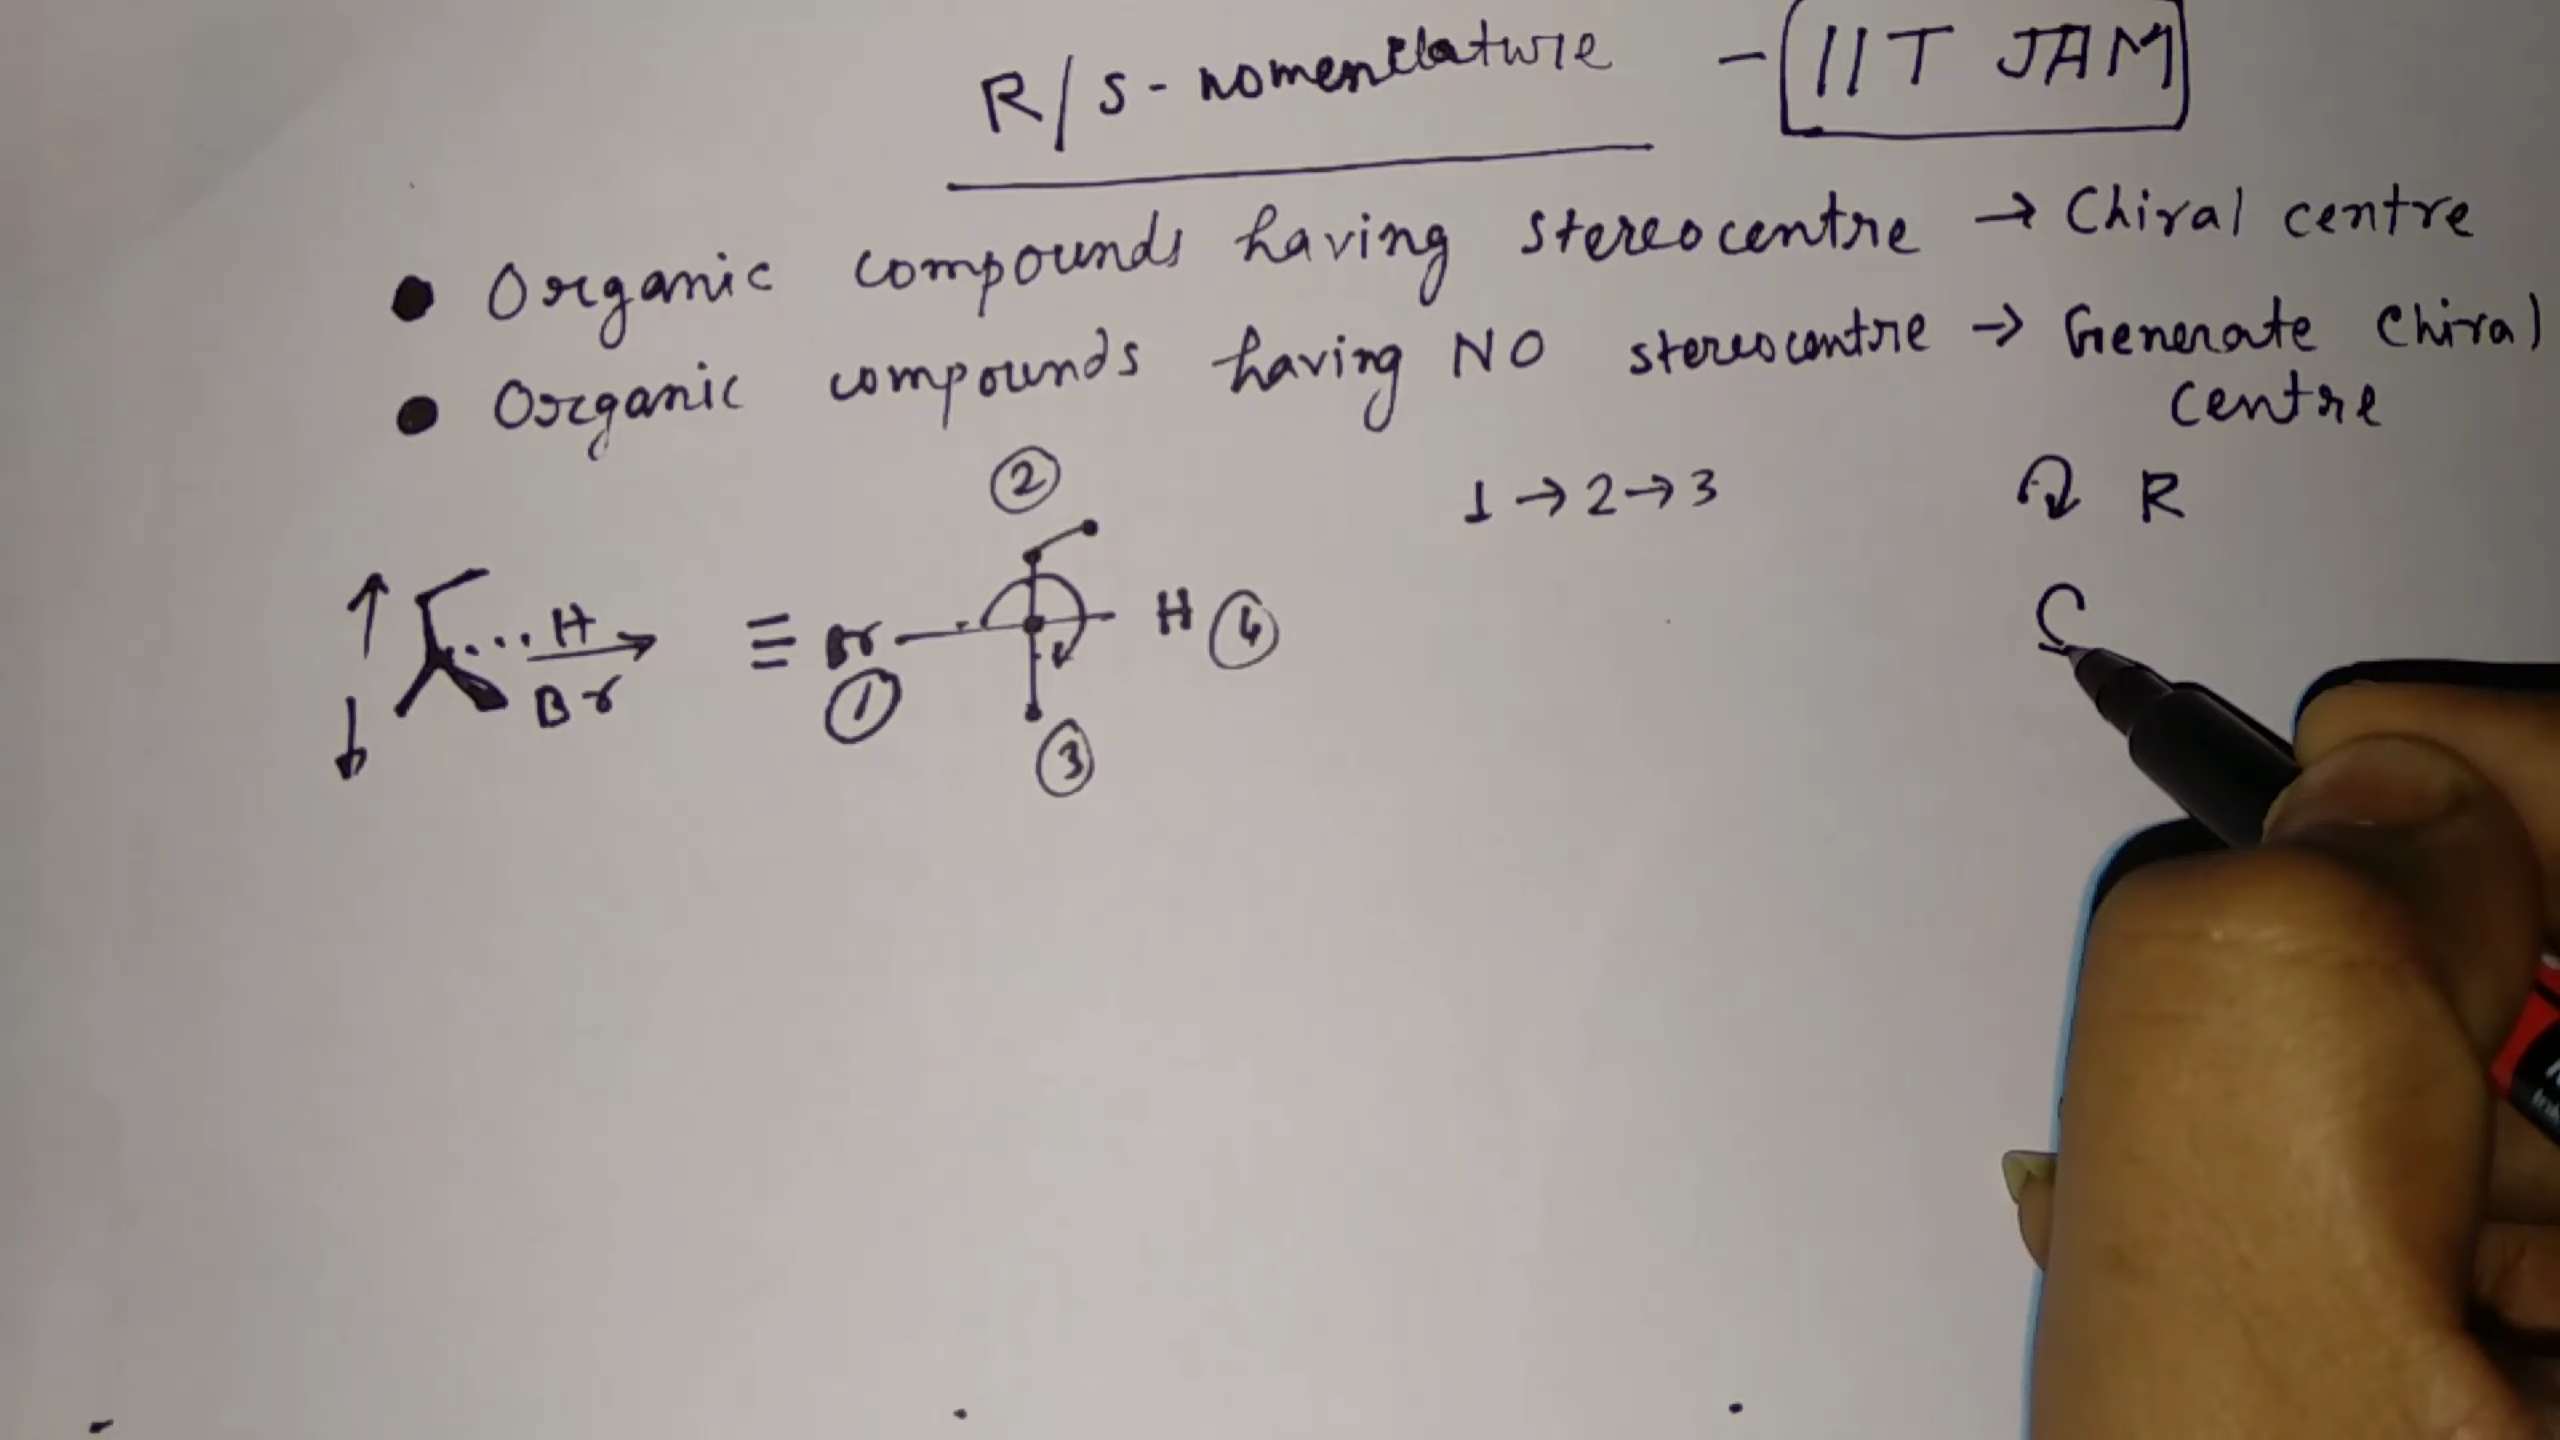 R/S-nomenclature - IIT JAM
● Organic compounds having stereocentre → Chiral centre
● Organic compounds having NO stereocentre → Generate Chiral
centre
② 1 → 2 → 3 R
H
Br
≡ Br H ④
①
③